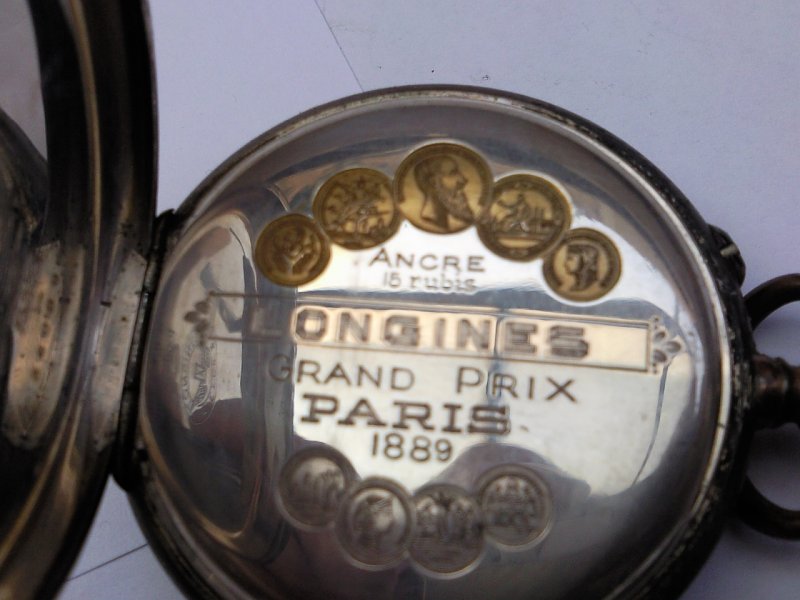 ANCRE
15 rubis
LONGINES
GRAND PRIX
PARIS
1889